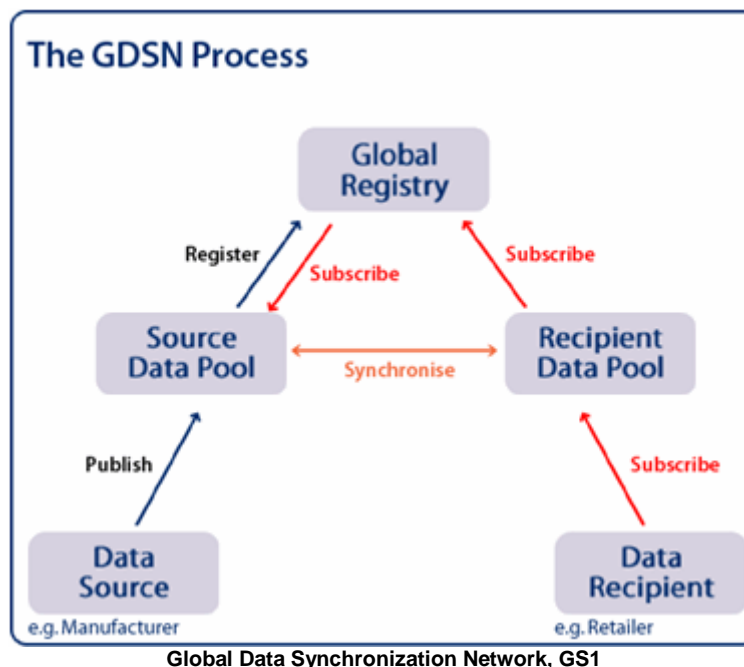 The GDSN Process
Global
Registry
Register
Subscribe
Subscribe
Source
Data Pool
Synchronise
Recipient
Data Pool
Publish
Subscribe
Data
Source
Data
Recipient
e.g. Manufacturer
e.g. Retailer
Global Data Synchronization Network, GS1